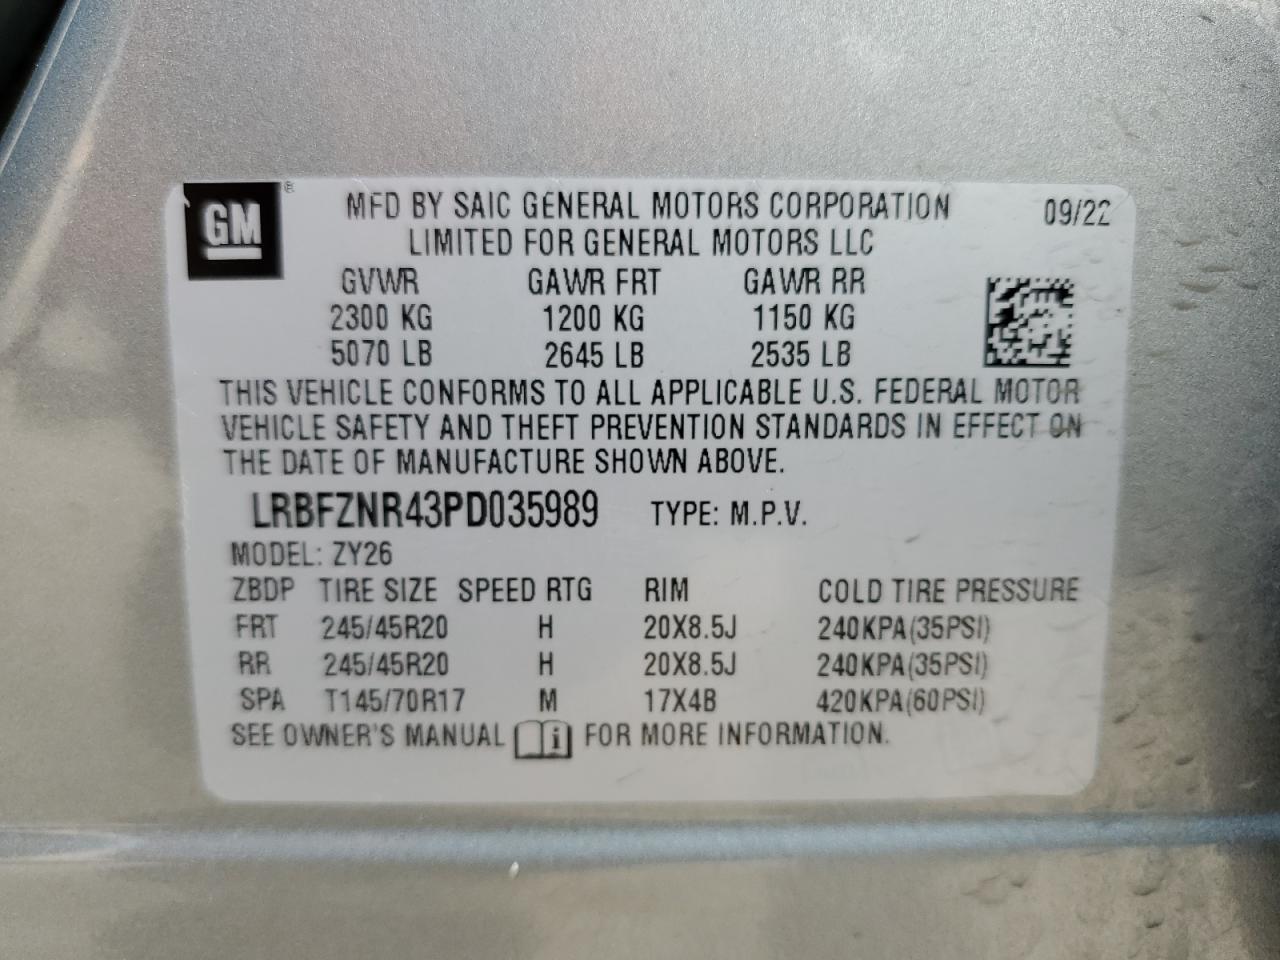 GM ®
MFD BY SAIC GENERAL MOTORS CORPORATION 09/22
LIMITED FOR GENERAL MOTORS LLC
GVWR GAWR FRT GAWR RR
2300 KG 1200 KG 1150 KG
5070 LB 2645 LB 2535 LB
THIS VEHICLE CONFORMS TO ALL APPLICABLE U.S. FEDERAL MOTOR
VEHICLE SAFETY AND THEFT PREVENTION STANDARDS IN EFFECT ON
THE DATE OF MANUFACTURE SHOWN ABOVE.
LRBFZNR43PD035989 TYPE: M.P.V.
MODEL: ZY26
ZBDP TIRE SIZE SPEED RTG RIM COLD TIRE PRESSURE
FRT 245/45R20 H 20X8.5J 240KPA(35PSI)
RR 245/45R20 H 20X8.5J 240KPA(35PSI)
SPA T145/70R17 M 17X4B 420KPA(60PSI)
SEE OWNER'S MANUAL i FOR MORE INFORMATION.